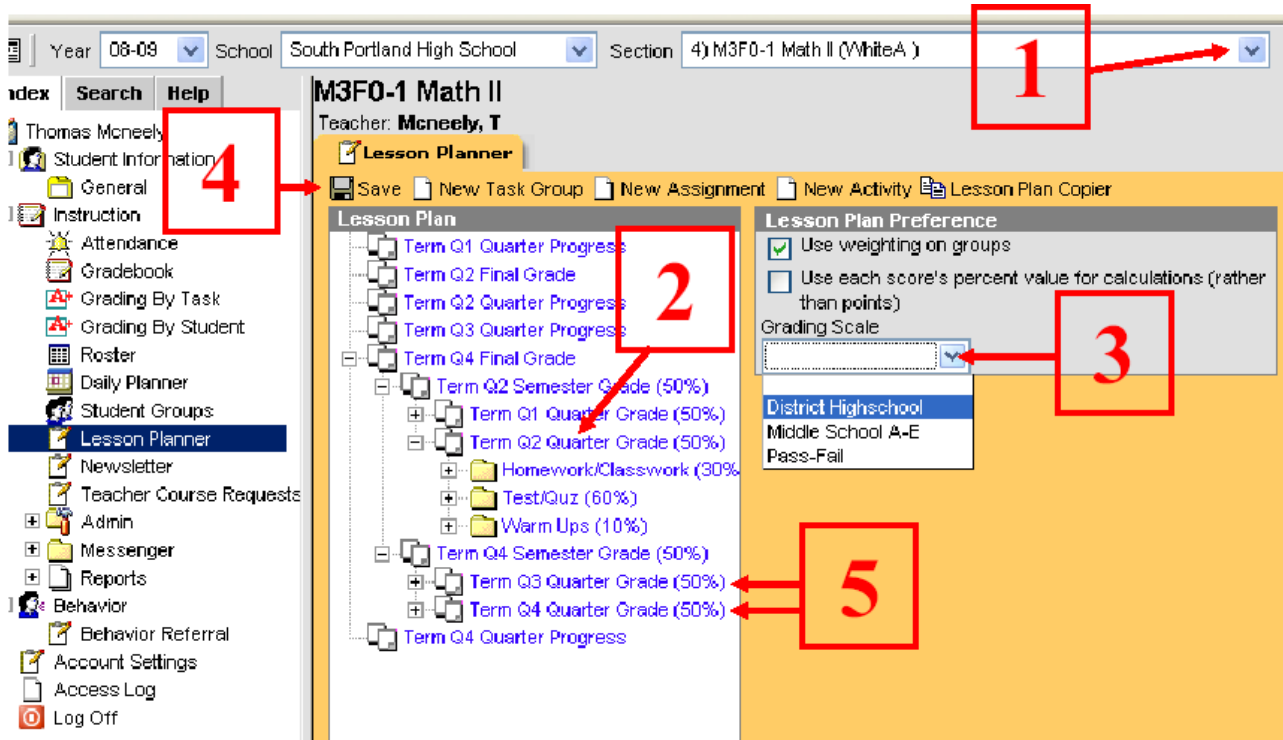 Year 08-09 School South Portland High School Section 4) M3F0-1 Math II (WhiteA )
1
ndex Search Help
M3F0-1 Math II
Teacher: Mcneely, T
Thomas Mcneely
Student Information
General
Instruction
Attendance
Gradebook
Grading By Task
Grading By Student
Roster
Daily Planner
Student Groups
Lesson Planner
Newsletter
Teacher Course Requests
Admin
Messenger
Reports
Behavior
Behavior Referral
Account Settings
Access Log
Log Off
4
Lesson Planner
Save New Task Group New Assignment New Activity Lesson Plan Copier
Lesson Plan
Term Q1 Quarter Progress
Term Q2 Final Grade
Term Q2 Quarter Progress
Term Q3 Quarter Progress
Term Q4 Final Grade
Term Q2 Semester Grade (50%)
Term Q1 Quarter Grade (50%)
Term Q2 Quarter Grade (50%)
Homework/Classwork (30%
Test/Quz (60%)
Warm Ups (10%)
Term Q4 Semester Grade (50%)
Term Q3 Quarter Grade (50%)
Term Q4 Quarter Grade (50%)
Term Q4 Quarter Progress
2
5
Lesson Plan Preference
Use weighting on groups
Use each score's percent value for calculations (rather
than points)
Grading Scale
District Highschool
Middle School A-E
Pass-Fail
3